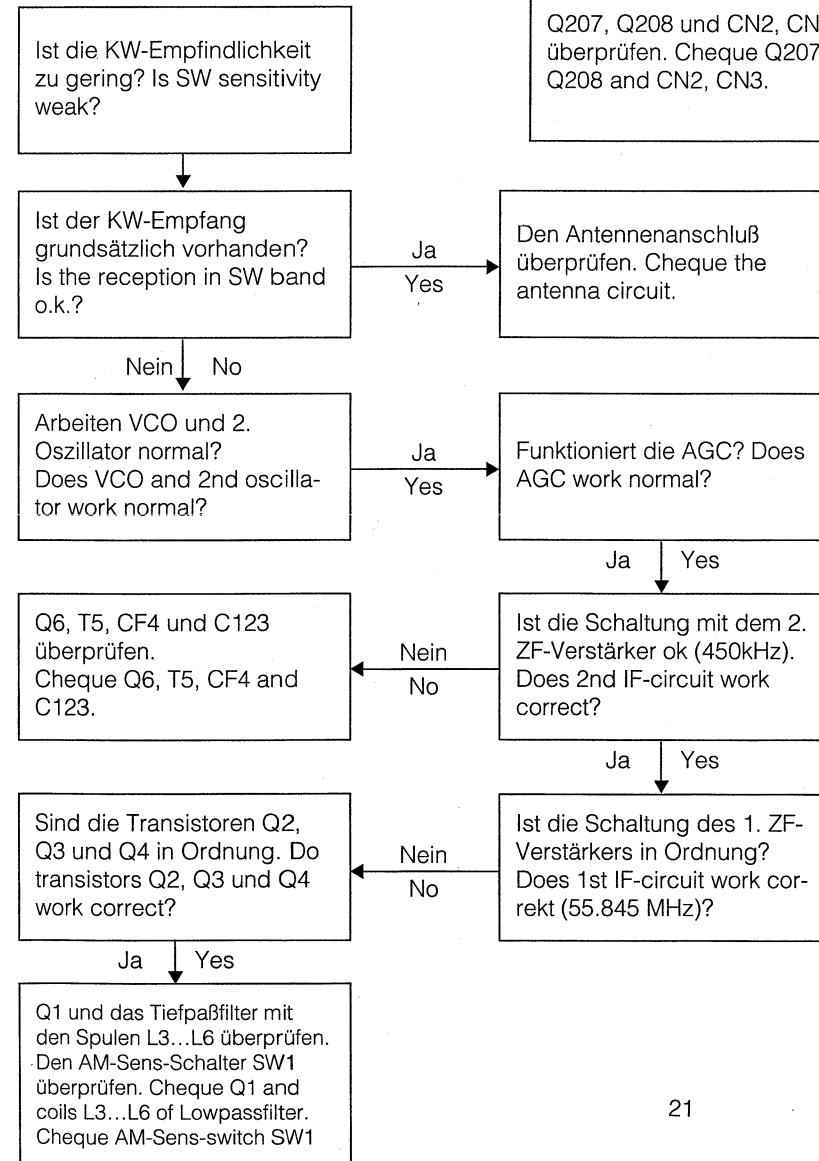 Ist die KW-Empfindlichkeit
zu gering? Is SW sensitivity
weak?
Q207, Q208 und CN2, CN
überprüfen. Cheque Q207
Q208 and CN2, CN3.
Ist der KW-Empfang
grundsätzlich vorhanden?
Is the reception in SW band
o.k.?
Ja
Yes
Den Antennenanschluß
überprüfen. Cheque the
antenna circuit.
Nein No
Arbeiten VCO und 2.
Oszillator normal?
Does VCO and 2nd oscilla-
tor work normal?
Ja
Yes
Funktioniert die AGC? Does
AGC work normal?
Ja Yes
Q6, T5, CF4 und C123
überprüfen.
Cheque Q6, T5, CF4 and
C123.
Nein
No
Ist die Schaltung mit dem 2.
ZF-Verstärker ok (450kHz).
Does 2nd IF-circuit work
correct?
Ja Yes
Sind die Transistoren Q2,
Q3 und Q4 in Ordnung. Do
transistors Q2, Q3 und Q4
work correct?
Nein
No
Ist die Schaltung des 1. ZF-
Verstärkers in Ordnung?
Does 1st IF-circuit work cor-
rekt (55.845 MHz)?
Ja Yes
Q1 und das Tiefpaßfilter mit
den Spulen L3...L6 überprüfen.
Den AM-Sens-Schalter SW1
überprüfen. Cheque Q1 and
coils L3...L6 of Lowpassfilter.
Cheque AM-Sens-switch SW1
21